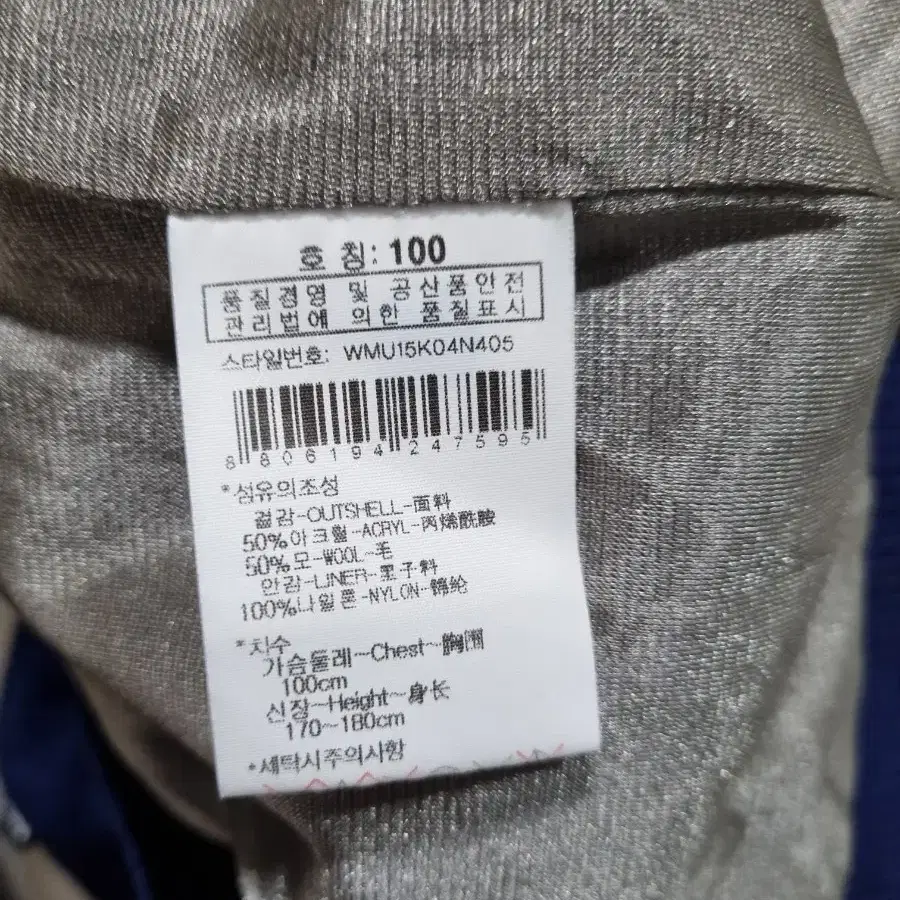 호 칭: 100
품질경영 및 공산품안전
관리법에 의한 품질표시
스타일번호: WMU15K04N405
8 806194 247595
*섬유의조성
겉감-OUTSHELL-面料
50%아크릴-ACRYL-丙烯酰胺
50%모-WOOL-毛
안감-LINER-里子料
100%나일론-NYLON-锦纶
*치수
가슴둘레~Chest~胸围
100cm
신장~Height~身长
170~180cm
*세탁시주의사항